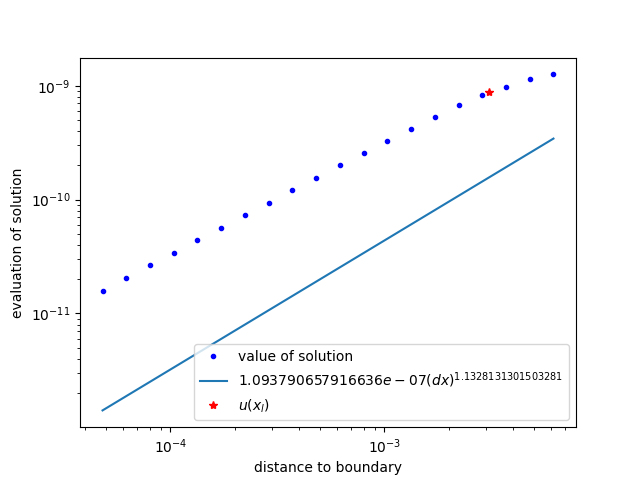 10⁻⁹
10⁻¹⁰
10⁻¹¹
evaluation of solution
value of solution
1.093790657916636e − 07(dx)^1.1328131301503281
u(x_l)
10⁻⁴
10⁻³
distance to boundary